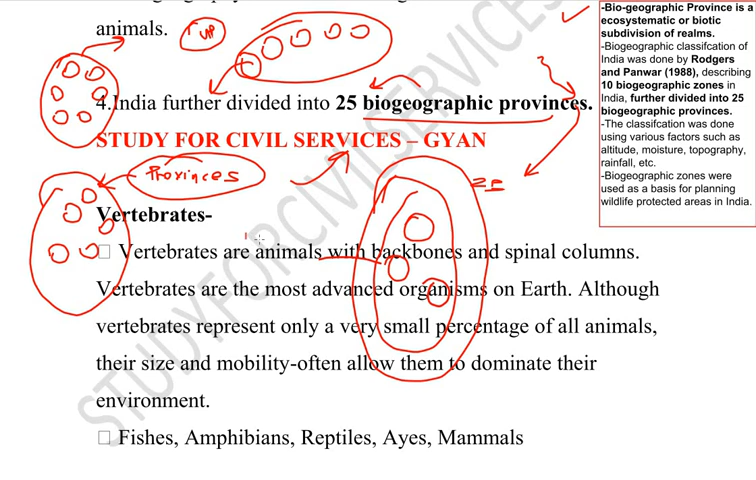 animals.
UP
4.India further divided into 25 biogeographic provinces.
STUDY FOR CIVIL SERVICES – GYAN
Provinces
25
Vertebrates-
Vertebrates are animals with backbones and spinal columns.
Vertebrates are the most advanced organisms on Earth. Although
vertebrates represent only a very small percentage of all animals,
their size and mobility-often allow them to dominate their
environment.
Fishes, Amphibians, Reptiles, Ayes, Mammals
-Bio-geographic Province is a
ecosystematic or biotic
subdivision of realms.
-Biogeographic classifcation of
India was done by Rodgers
and Panwar (1988), describing
10 biogeographic zones in
India, further divided into 25
biogeographic provinces.
-The classifcation was done
using various factors such as
altitude, moisture, topography,
rainfall, etc.
-Biogeographic zones were
used as a basis for planning
wildlife protected areas in India.
STUDYFORCIVILSERVICES